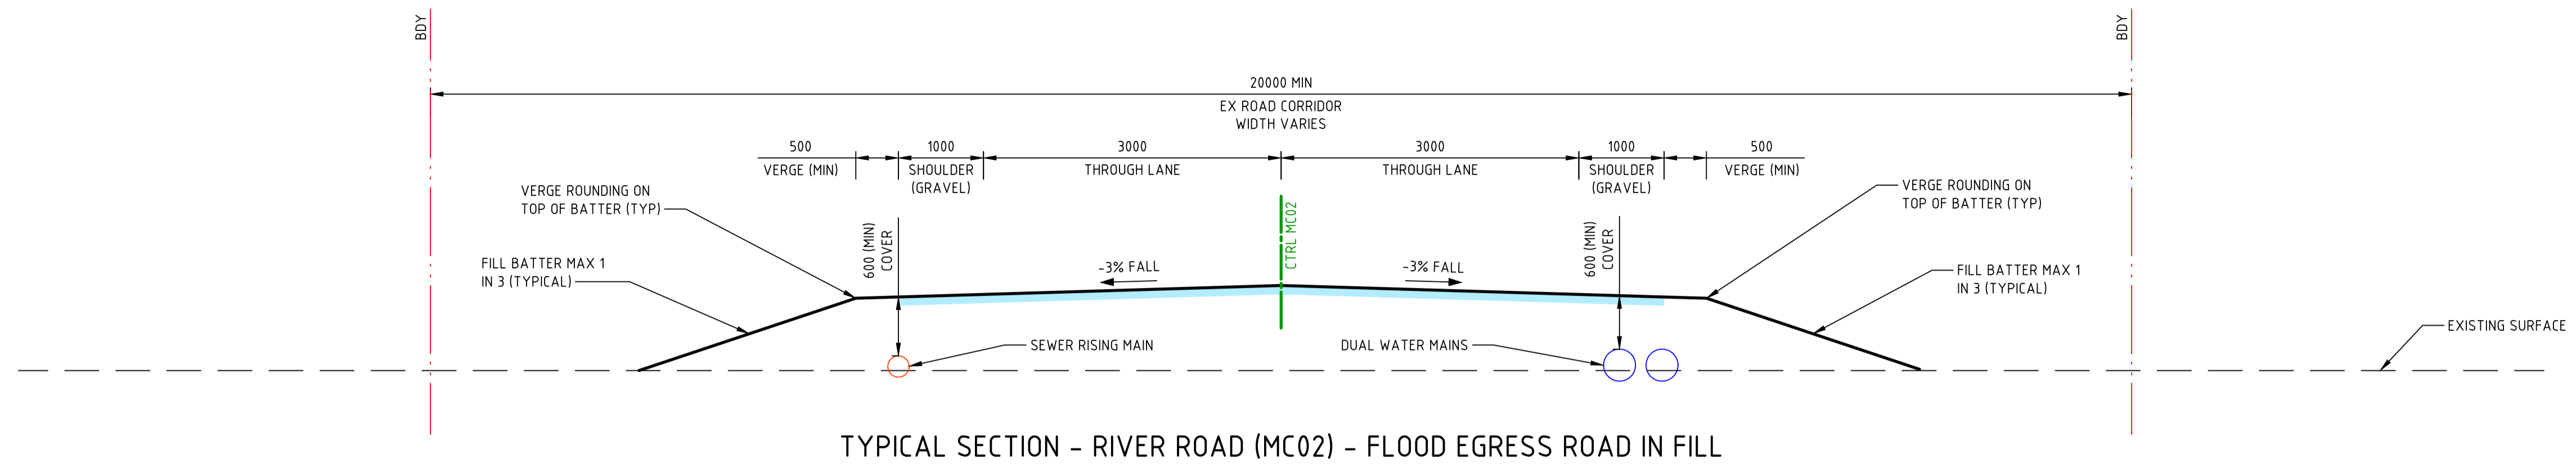 BDY
BDY
20000 MIN
EX ROAD CORRIDOR
WIDTH VARIES
500
VERGE (MIN)
1000
SHOULDER
(GRAVEL)
3000
THROUGH LANE
3000
THROUGH LANE
1000
SHOULDER
(GRAVEL)
500
VERGE (MIN)
VERGE ROUNDING ON
TOP OF BATTER (TYP)
VERGE ROUNDING ON
TOP OF BATTER (TYP)
600 (MIN)
COVER
CTRL MC02
600 (MIN)
COVER
FILL BATTER MAX 1
IN 3 (TYPICAL)
-3% FALL
-3% FALL
FILL BATTER MAX 1
IN 3 (TYPICAL)
EXISTING SURFACE
SEWER RISING MAIN
DUAL WATER MAINS
TYPICAL SECTION - RIVER ROAD (MC02) - FLOOD EGRESS ROAD IN FILL